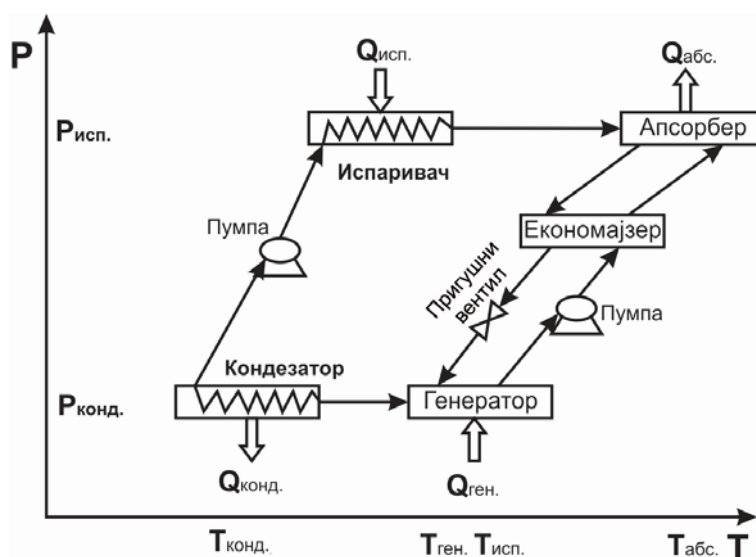 P
Qисп.
Qабс.
Pисп.
Апсорбер
Испаривач
Пумпа
Економајзер
Пригушни
вентил
Пумпа
Кондезатор
Pконд.
Генератор
Qконд.
Qген.
Tконд.
Tген.
Tисп.
Tабс.
T